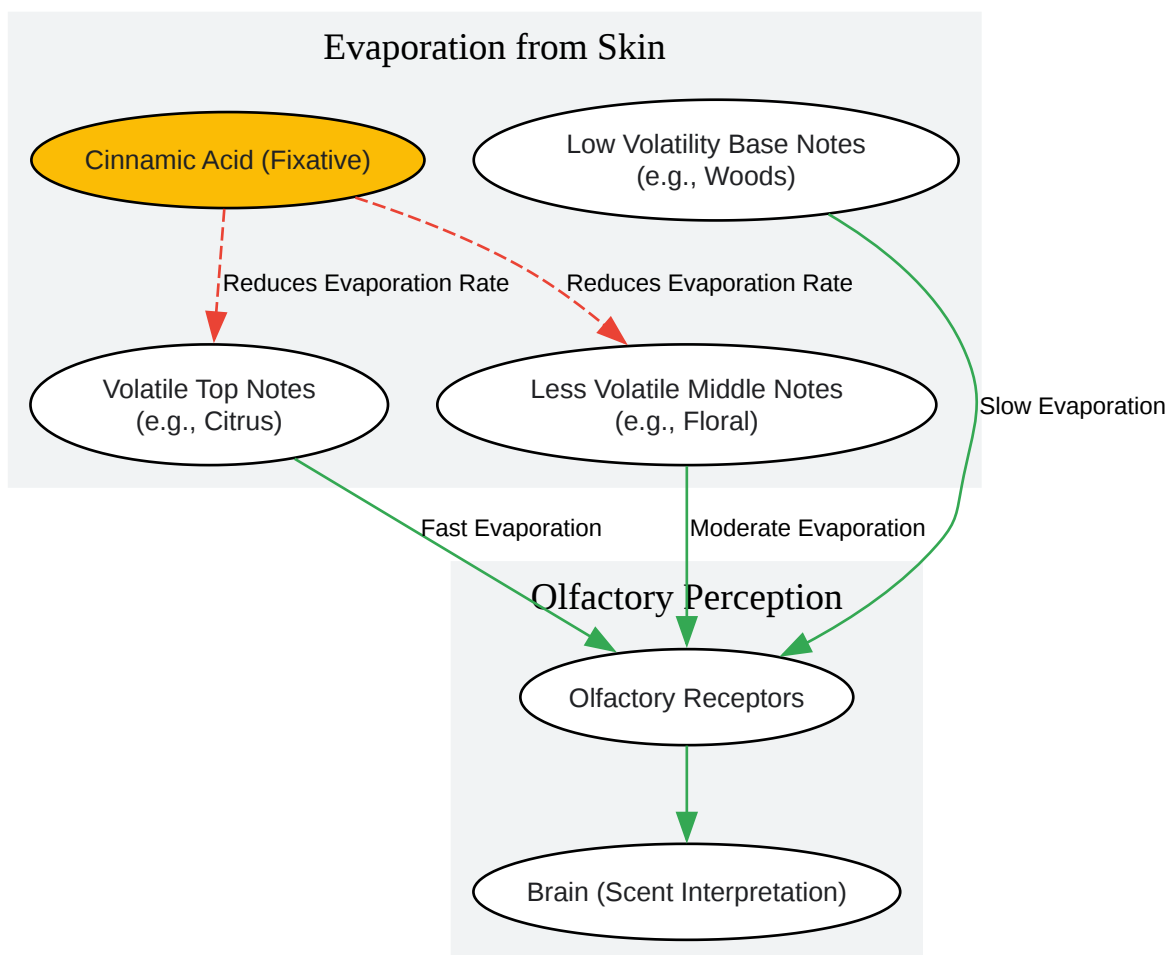 Evaporation from Skin
Cinnamic Acid (Fixative)
Low Volatility Base Notes
(e.g., Woods)
Reduces Evaporation Rate
Reduces Evaporation Rate
Volatile Top Notes
(e.g., Citrus)
Less Volatile Middle Notes
(e.g., Floral)
Slow Evaporation
Fast Evaporation
Moderate Evaporation
Olfactory Perception
Olfactory Receptors
Brain (Scent Interpretation)